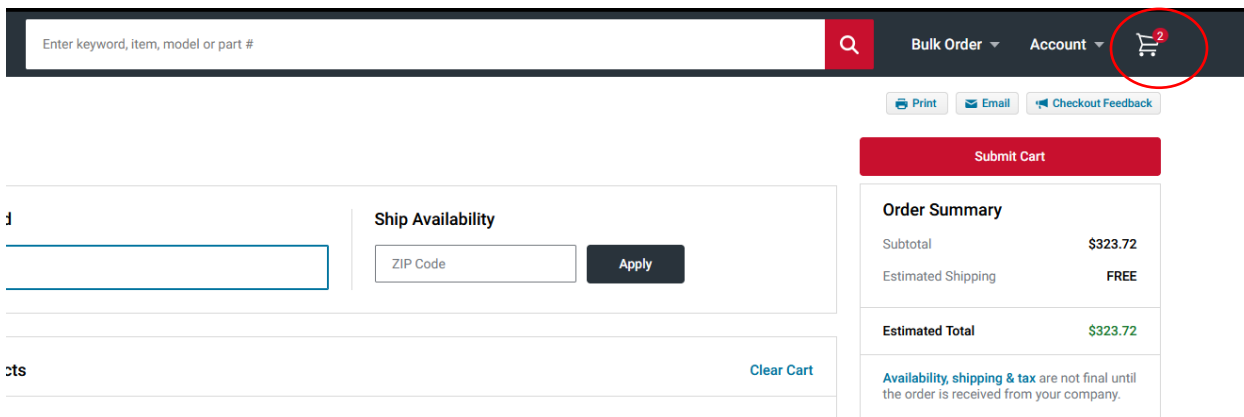 Enter keyword, item, model or part #
Bulk Order
Account
2
Print
Email
Checkout Feedback
Submit Cart
d
Ship Availability
ZIP Code
Apply
Order Summary
Subtotal $323.72
Estimated Shipping FREE
Estimated Total $323.72
cts
Clear Cart
Availability, shipping & tax are not final until
the order is received from your company.